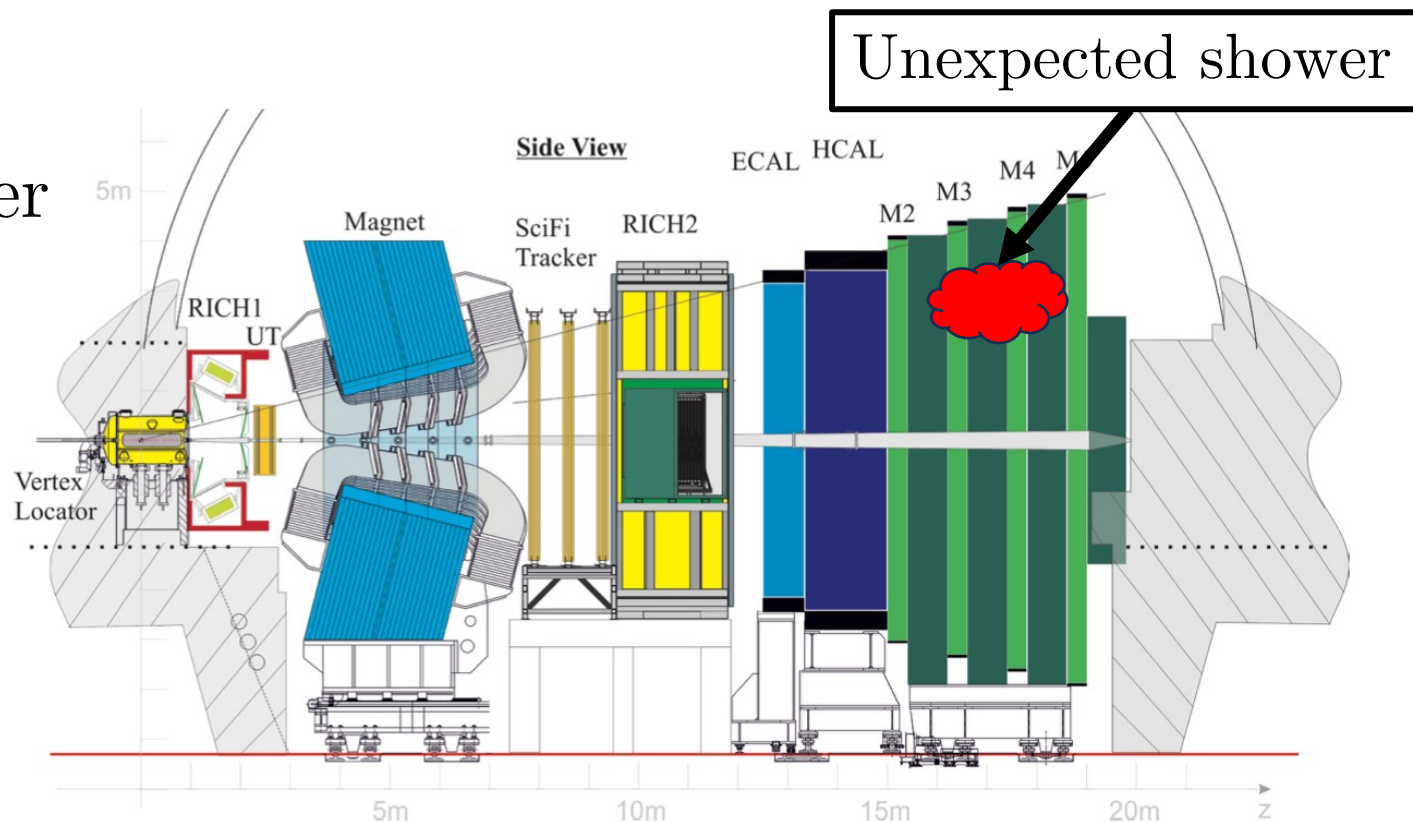 Unexpected shower
er
Side View
ECAL
HCAL
M4
M3
M2
5m
Magnet
SciFi
Tracker
RICH2
RICH1
UT
Vertex
Locator
5m
10m
15m
20m
z